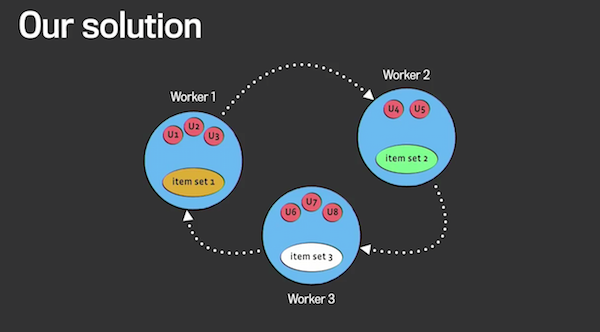 Our solution
Worker 1
U1 U2 U3
item set 1
Worker 2
U4 U5
item set 2
U6 U7 U8
item set 3
Worker 3